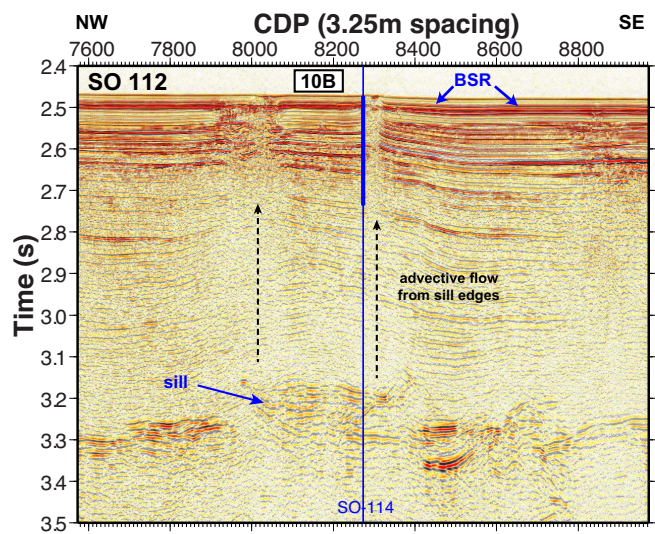 NW CDP (3.25m spacing) SE
7600 7800 8000 8200 8400 8600 8800
SO 112
10B
BSR
2.4
2.5
2.6
2.7
2.8
2.9
3.0
3.1
3.2
3.3
3.4
3.5
Time (s)
advective flow
from sill edges
sill
SO-114